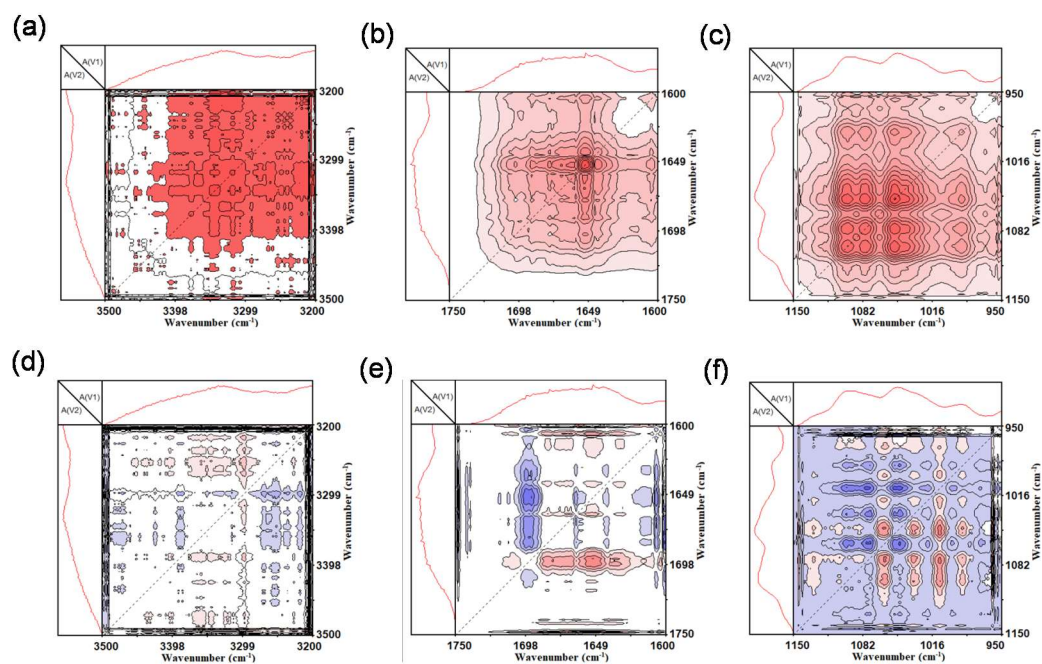 (a)
(b)
(c)
A(V1)
A(V2)
A(V1)
A(V2)
A(V1)
A(V2)
3200
3299
3398
3500
Wavenumber (cm⁻¹)
3500 3398 3299 3200
Wavenumber (cm⁻¹)
1600
1649
1698
1750
Wavenumber (cm⁻¹)
1750 1698 1649 1600
Wavenumber (cm⁻¹)
950
1016
1082
1150
Wavenumber (cm⁻¹)
1150 1082 1016 950
Wavenumber (cm⁻¹)
(d)
(e)
(f)
A(V1)
A(V2)
A(V1)
A(V2)
A(V1)
A(V2)
3200
3299
3398
3500
Wavenumber (cm⁻¹)
3500 3398 3299 3200
Wavenumber (cm⁻¹)
1600
1649
1698
1750
Wavenumber (cm⁻¹)
1750 1698 1649 1600
Wavenumber (cm⁻¹)
950
1016
1082
1150
Wavenumber (cm⁻¹)
1150 1082 1016 950
Wavenumber (cm⁻¹)